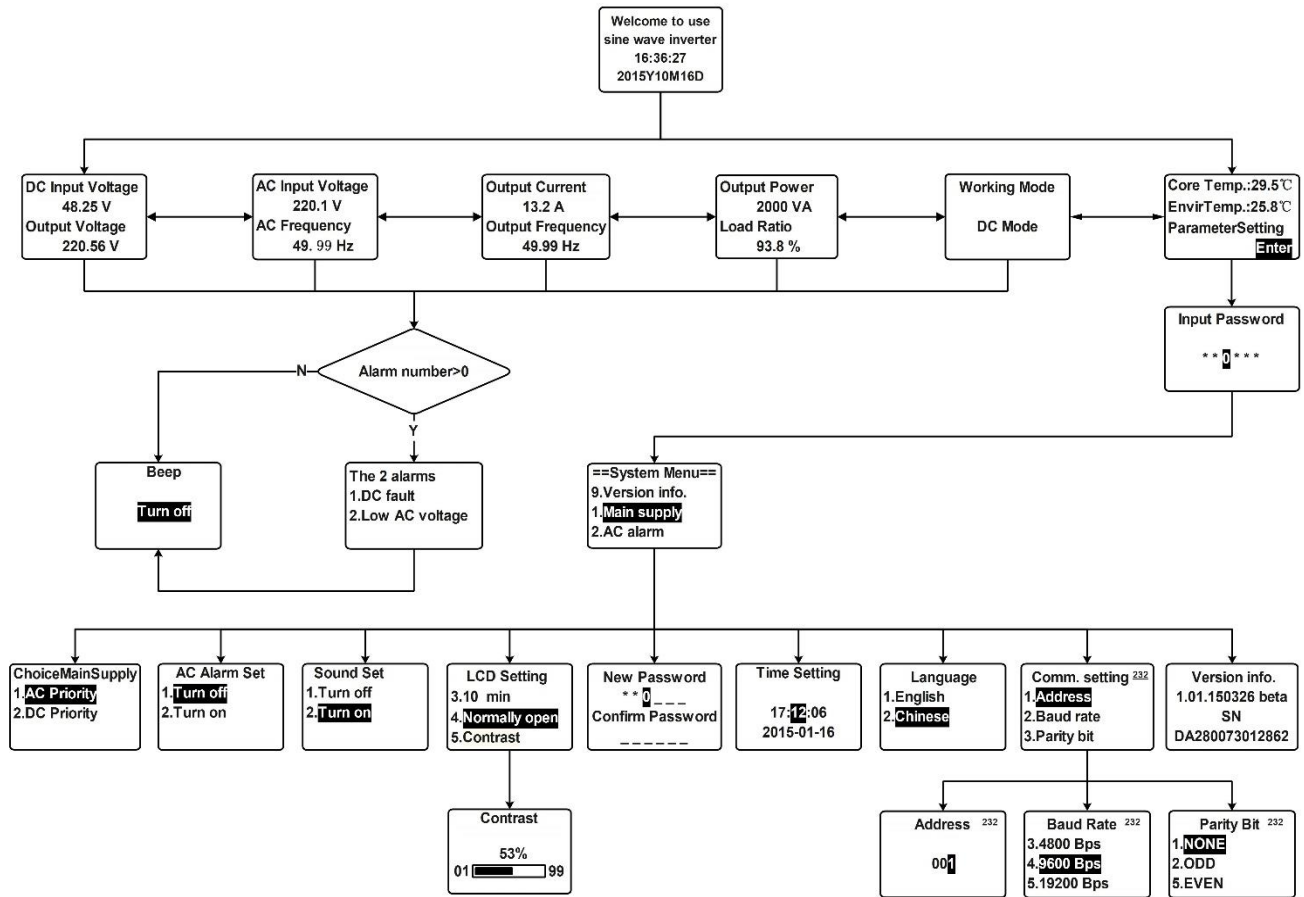 Welcome to use
sine wave inverter
16:36:27
2015Y10M16D
DC Input Voltage
48.25 V
Output Voltage
220.56 V
AC Input Voltage
220.1 V
AC Frequency
49. 99 Hz
Output Current
13.2 A
Output Frequency
49.99 Hz
Output Power
2000 VA
Load Ratio
93.8 %
Working Mode
DC Mode
Core Temp.:29.5℃
EnvirTemp.:25.8℃
ParameterSetting
Enter
Input Password
* * 0 * * *
Alarm number>0
N
Y
Beep
Turn off
The 2 alarms
1.DC fault
2.Low AC voltage
==System Menu==
9.Version info.
1.Main supply
2.AC alarm
ChoiceMainSupply
1.AC Priority
2.DC Priority
AC Alarm Set
1.Turn off
2.Turn on
Sound Set
1.Turn off
2.Turn on
LCD Setting
3.10 min
4.Normally open
5.Contrast
New Password
* * 0 _ _ _
Confirm Password
_ _ _ _ _ _
Time Setting
17:12:06
2015-01-16
Language
1.English
2.Chinese
Comm. setting 232
1.Address
2.Baud rate
3.Parity bit
Version info.
1.01.150326 beta
SN
DA280073012862
Contrast
53%
01 99
Address 232
001
Baud Rate 232
3.4800 Bps
4.9600 Bps
5.19200 Bps
Parity Bit 232
1.NONE
2.ODD
5.EVEN